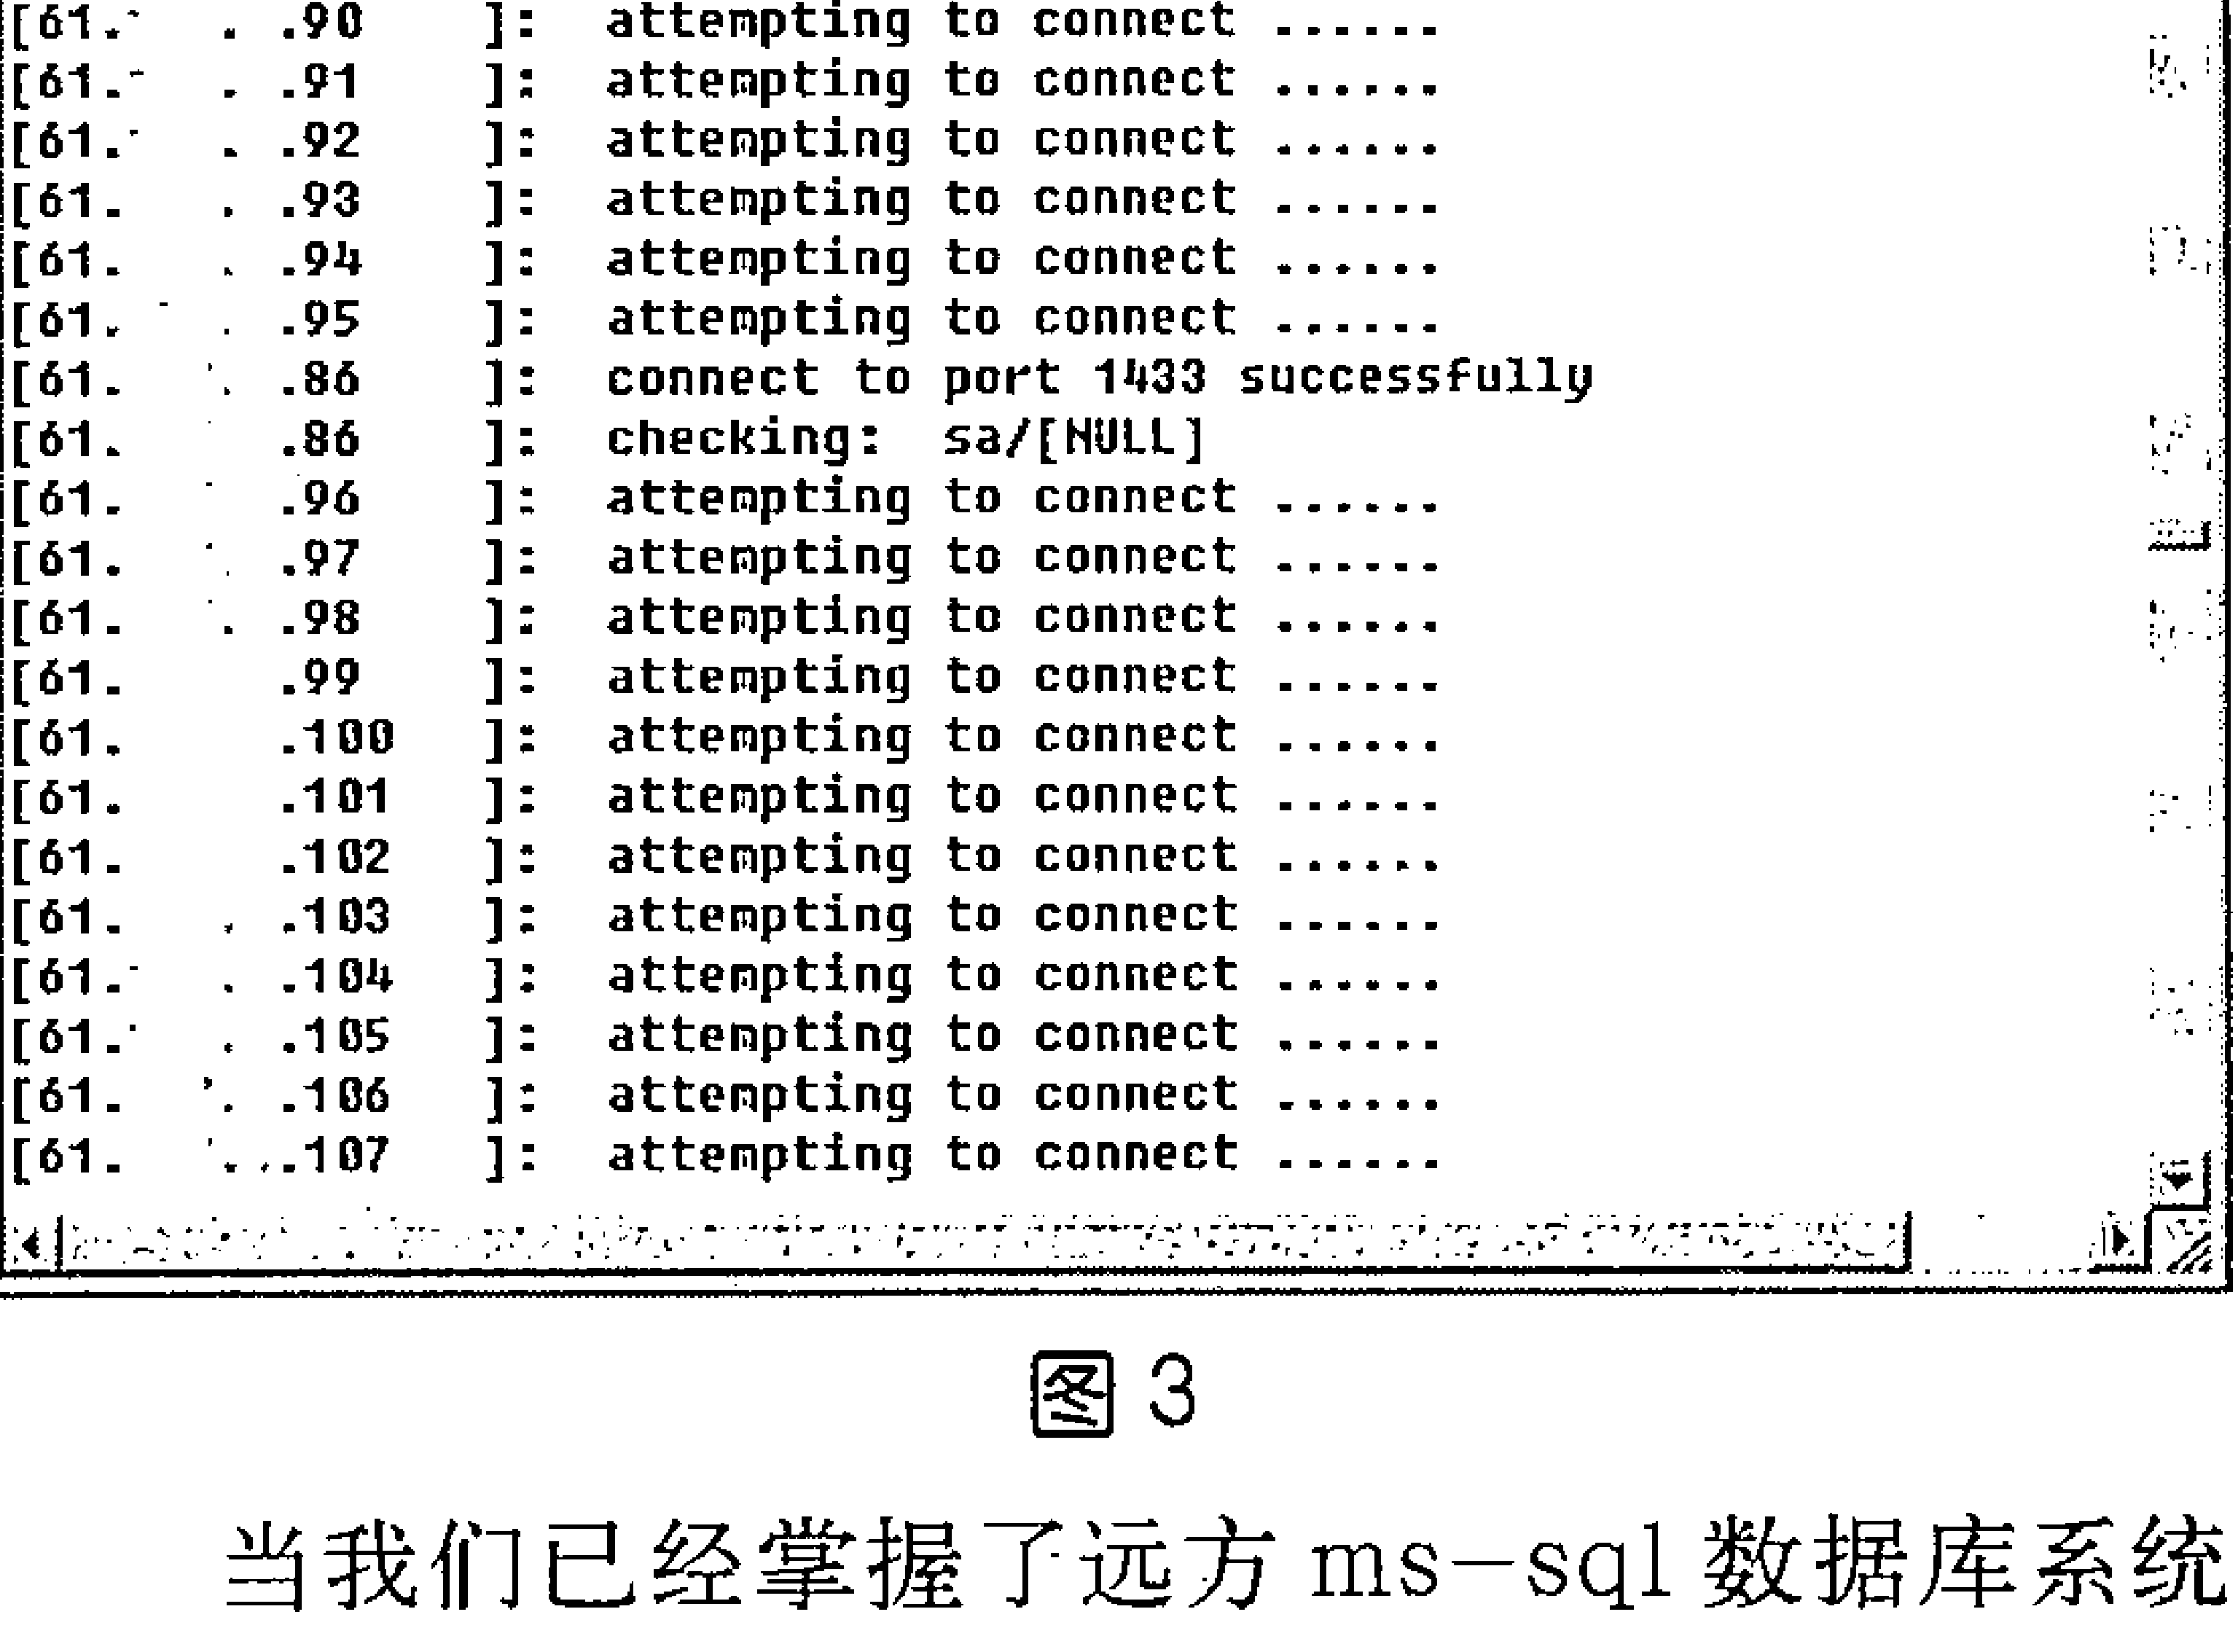 [61. . .90 ]: attempting to connect ......
[61. . .91 ]: attempting to connect ......
[61. . .92 ]: attempting to connect ......
[61. . .93 ]: attempting to connect ......
[61. . .94 ]: attempting to connect ......
[61. . .95 ]: attempting to connect ......
[61. . .86 ]: connect to port 1433 successfully
[61. .86 ]: checking: sa/[NULL]
[61. .96 ]: attempting to connect ......
[61. . .97 ]: attempting to connect ......
[61. . .98 ]: attempting to connect ......
[61. .99 ]: attempting to connect ......
[61. .100 ]: attempting to connect ......
[61. .101 ]: attempting to connect ......
[61. .102 ]: attempting to connect ......
[61. . .103 ]: attempting to connect ......
[61. . .104 ]: attempting to connect ......
[61. . .105 ]: attempting to connect ......
[61. . .106 ]: attempting to connect ......
[61. . .107 ]: attempting to connect ......
图 3
当我们已经掌握了远方 ms-sql 数据库系统